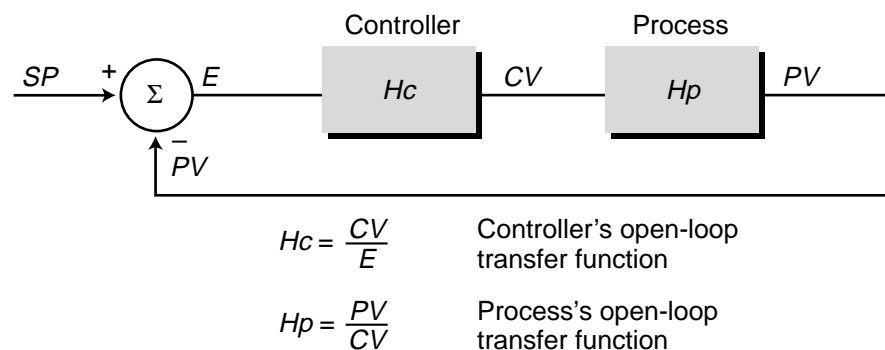 Controller Process
SP + Σ E Hc CV Hp PV
−
PV
Hc = CV/E Controller's open-loop
transfer function
Hp = PV/CV Process's open-loop
transfer function